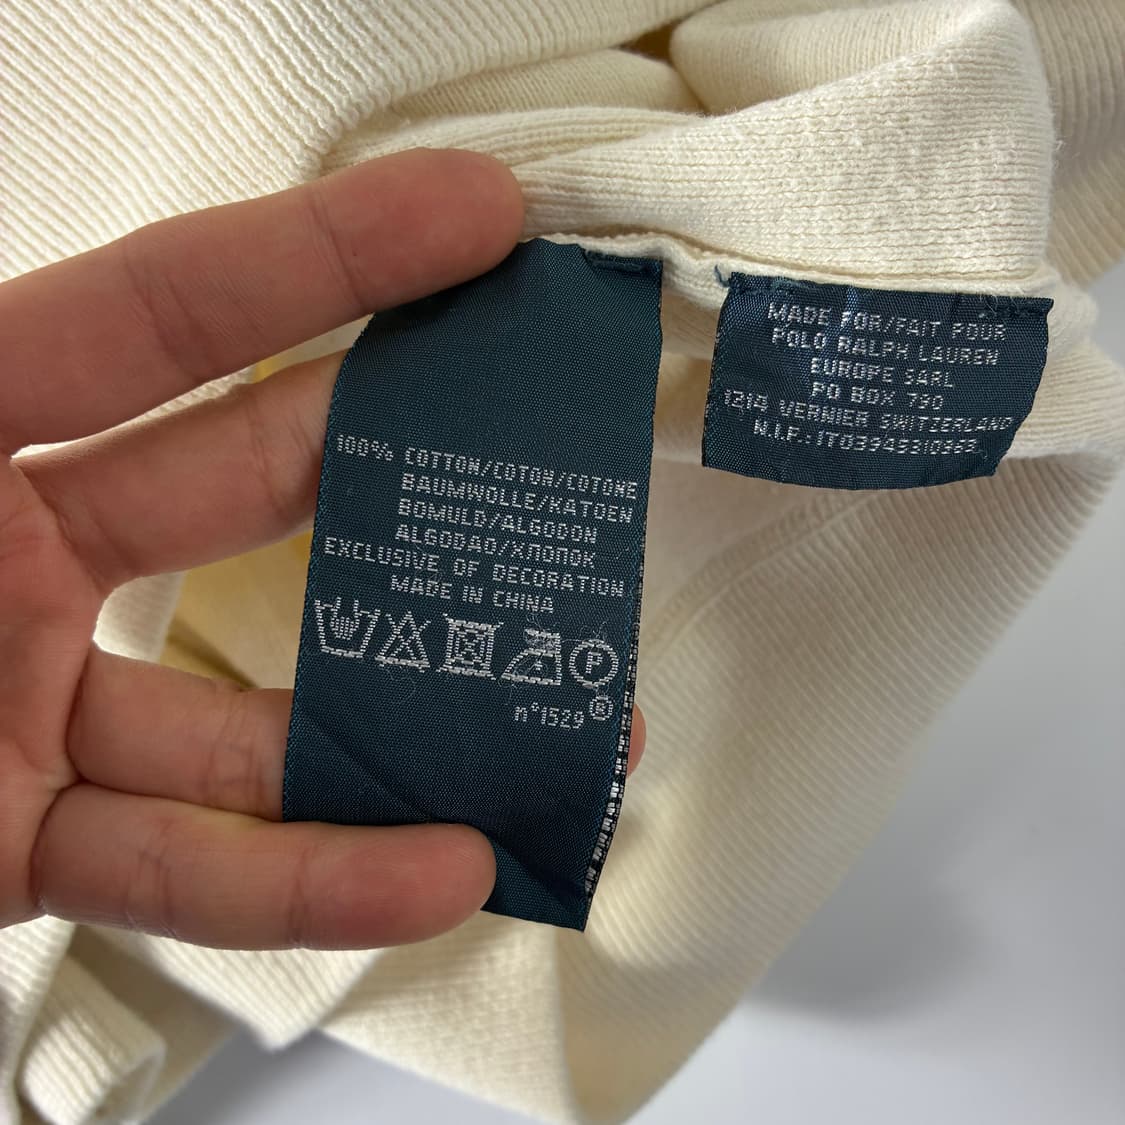 100% COTTON/COTON/COTONE
BAUMWOLLE/KATOEN
BOMULD/ALGODON
ALGODAO/ХЛОПОК
EXCLUSIVE OF DECORATION
MADE IN CHINA
P
n°1529 ®
MADE FOR/FAIT POUR
POLO RALPH LAUREN
EUROPE SARL
PO BOX 790
1214 VERNIER SWITZERLAND
N.I.F.: